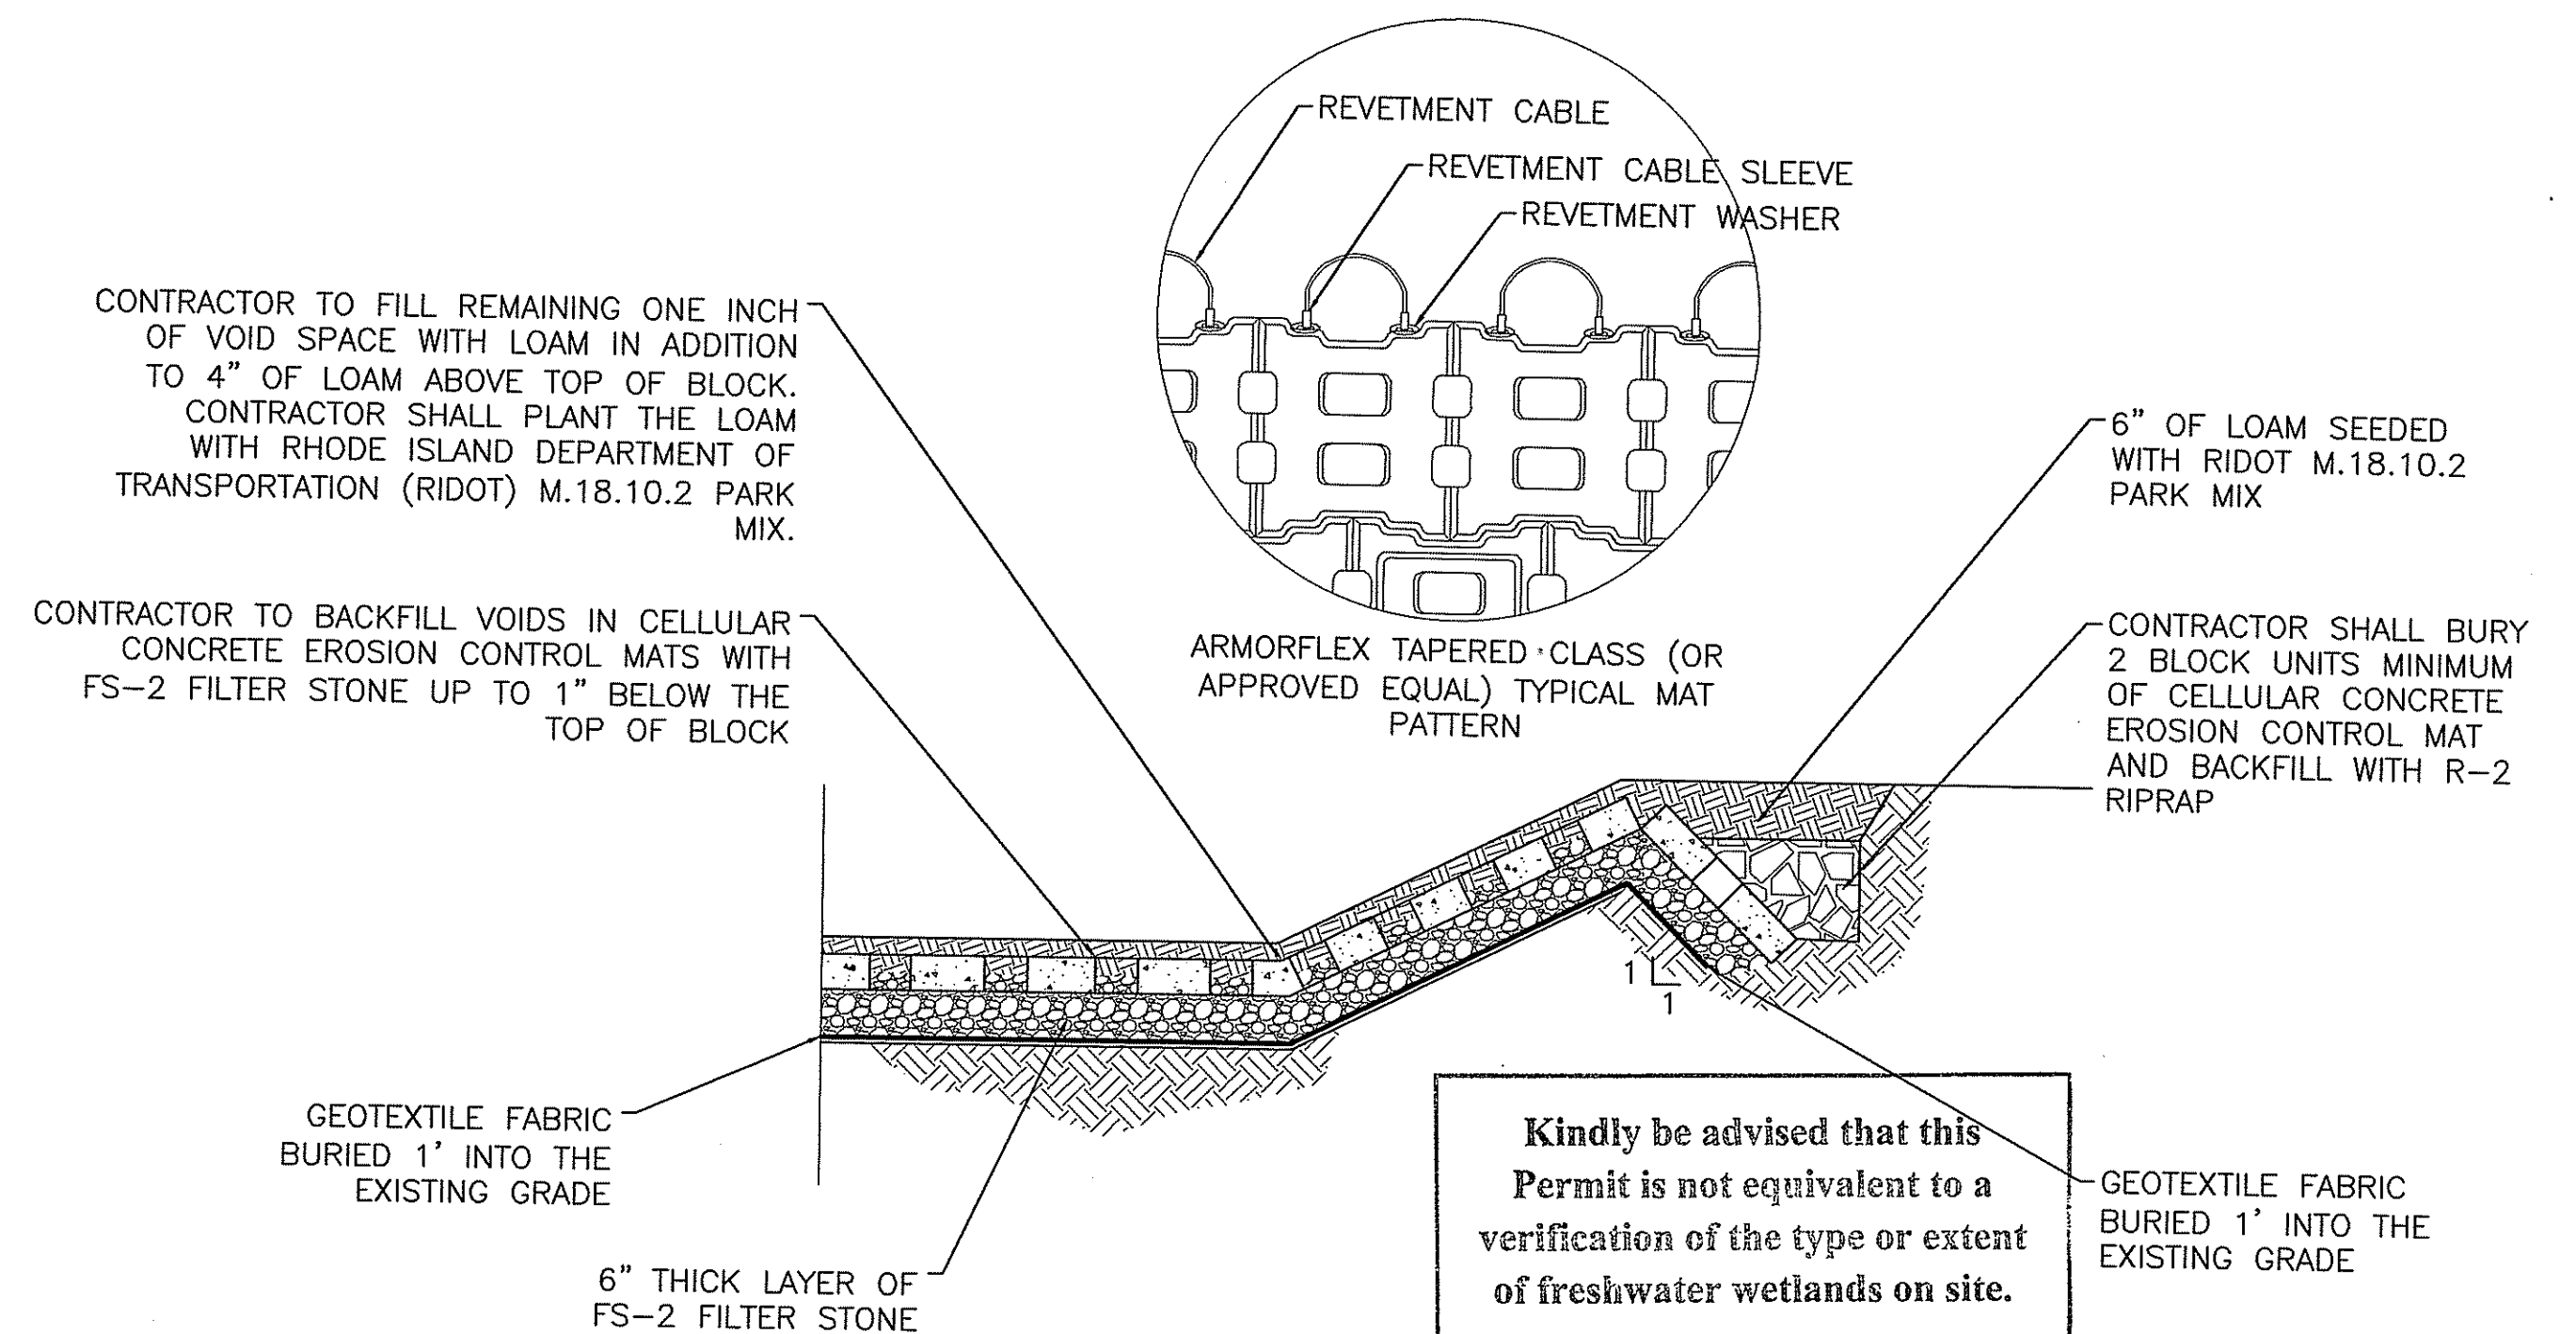 REVETMENT CABLE
REVETMENT CABLE SLEEVE
REVETMENT WASHER
CONTRACTOR TO FILL REMAINING ONE INCH
OF VOID SPACE WITH LOAM IN ADDITION
TO 4" OF LOAM ABOVE TOP OF BLOCK.
CONTRACTOR SHALL PLANT THE LOAM
WITH RHODE ISLAND DEPARTMENT OF
TRANSPORTATION (RIDOT) M.18.10.2 PARK
MIX.
CONTRACTOR TO BACKFILL VOIDS IN CELLULAR
CONCRETE EROSION CONTROL MATS WITH
FS-2 FILTER STONE UP TO 1" BELOW THE
TOP OF BLOCK
ARMORFLEX TAPERED CLASS (OR
APPROVED EQUAL) TYPICAL MAT
PATTERN
6" OF LOAM SEEDED
WITH RIDOT M.18.10.2
PARK MIX
CONTRACTOR SHALL BURY
2 BLOCK UNITS MINIMUM
OF CELLULAR CONCRETE
EROSION CONTROL MAT
AND BACKFILL WITH R-2
RIPRAP
1
1
GEOTEXTILE FABRIC
BURIED 1' INTO THE
EXISTING GRADE
6" THICK LAYER OF
FS-2 FILTER STONE
Kindly be advised that this
Permit is not equivalent to a
verification of the type or extent
of freshwater wetlands on site.
GEOTEXTILE FABRIC
BURIED 1' INTO THE
EXISTING GRADE